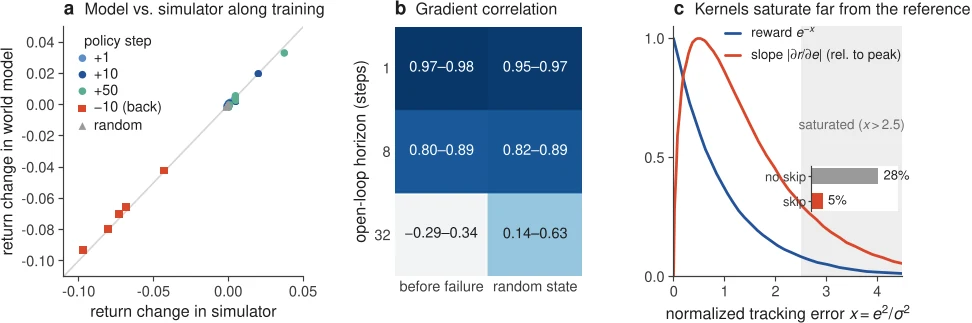 a Model vs. simulator along training
return change in world model
0.04
0.02
0.00
-0.02
-0.04
-0.06
-0.08
-0.10
policy step
+1
+10
+50
−10 (back)
random
-0.10
-0.05
0.00
0.05
return change in simulator
b Gradient correlation
open-loop horizon (steps)
1
8
32
0.97–0.98
0.95–0.97
0.80–0.89
0.82–0.89
−0.29–0.34
0.14–0.63
before failure
random state
c Kernels saturate far from the reference
1.0
0.5
0.0
reward e⁻ˣ
slope |∂r/∂e| (rel. to peak)
saturated (x > 2.5)
no skip
28%
skip
5%
0
1
2
3
4
normalized tracking error x = e²/σ²